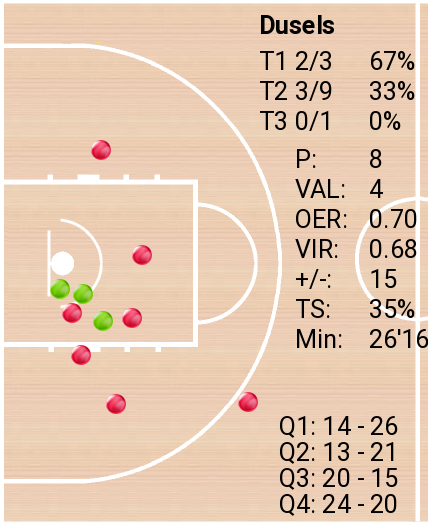 Dusels
T1 2/3 67%
T2 3/9 33%
T3 0/1 0%
P: 8
VAL: 4
OER: 0.70
VIR: 0.68
+/-: 15
TS: 35%
Min: 26'16
Q1: 14 - 26
Q2: 13 - 21
Q3: 20 - 15
Q4: 24 - 20